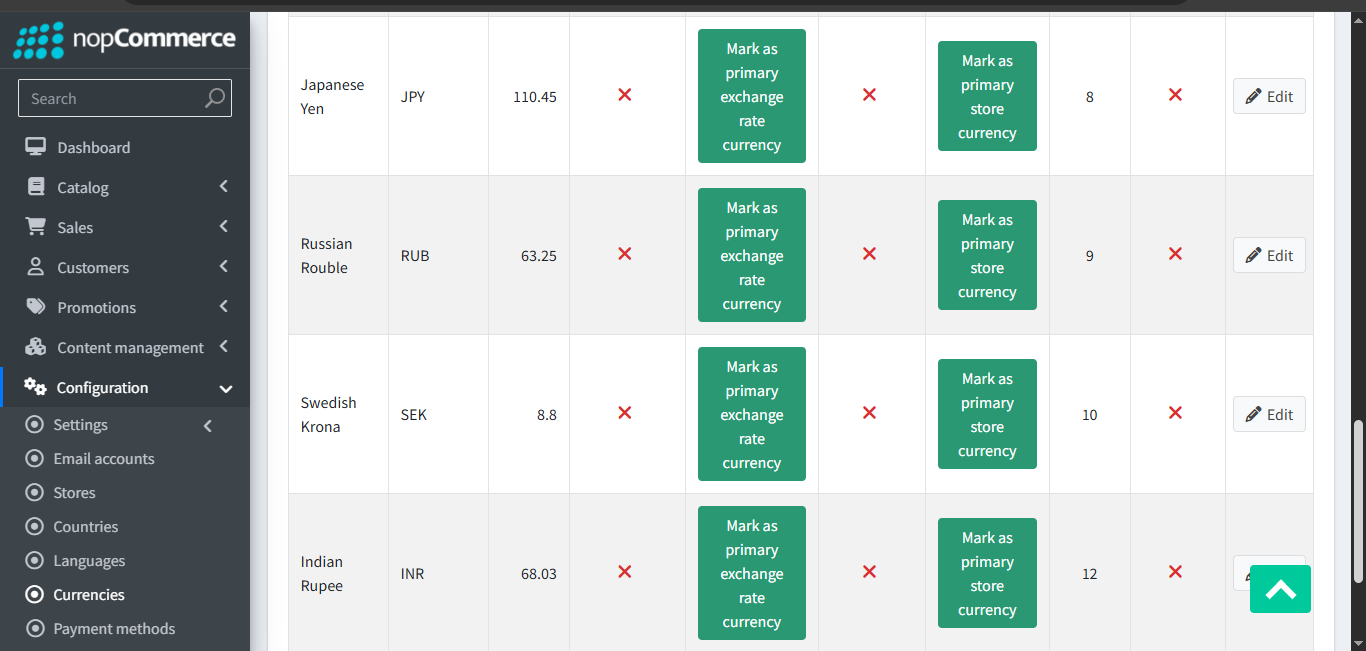 nopCommerce
Search
Dashboard
Catalog
Sales
Customers
Promotions
Content management
Configuration
Settings
Email accounts
Stores
Countries
Languages
Currencies
Payment methods
Japanese
Yen
JPY
110.45
Mark as
primary
exchange
rate
currency
Mark as
primary
store
currency
8
Edit
Russian
Rouble
RUB
63.25
Mark as
primary
exchange
rate
currency
Mark as
primary
store
currency
9
Edit
Swedish
Krona
SEK
8.8
Mark as
primary
exchange
rate
currency
Mark as
primary
store
currency
10
Edit
Indian
Rupee
INR
68.03
Mark as
primary
exchange
rate
currency
Mark as
primary
store
currency
12